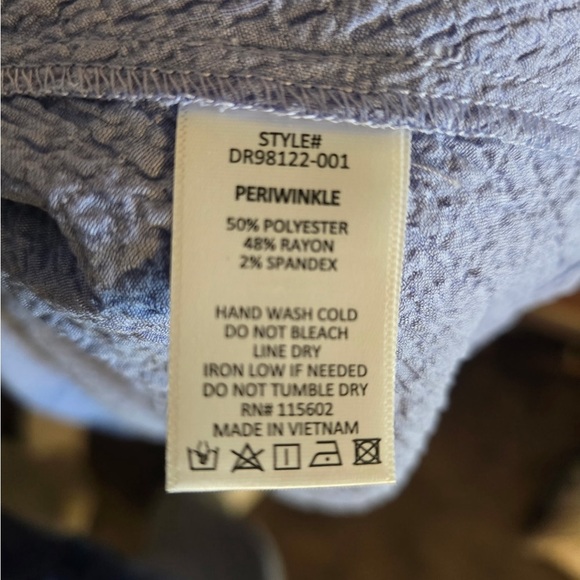 STYLE#
DR98122-001
PERIWINKLE
50% POLYESTER
48% RAYON
2% SPANDEX
HAND WASH COLD
DO NOT BLEACH
LINE DRY
IRON LOW IF NEEDED
DO NOT TUMBLE DRY
RN# 115602
MADE IN VIETNAM